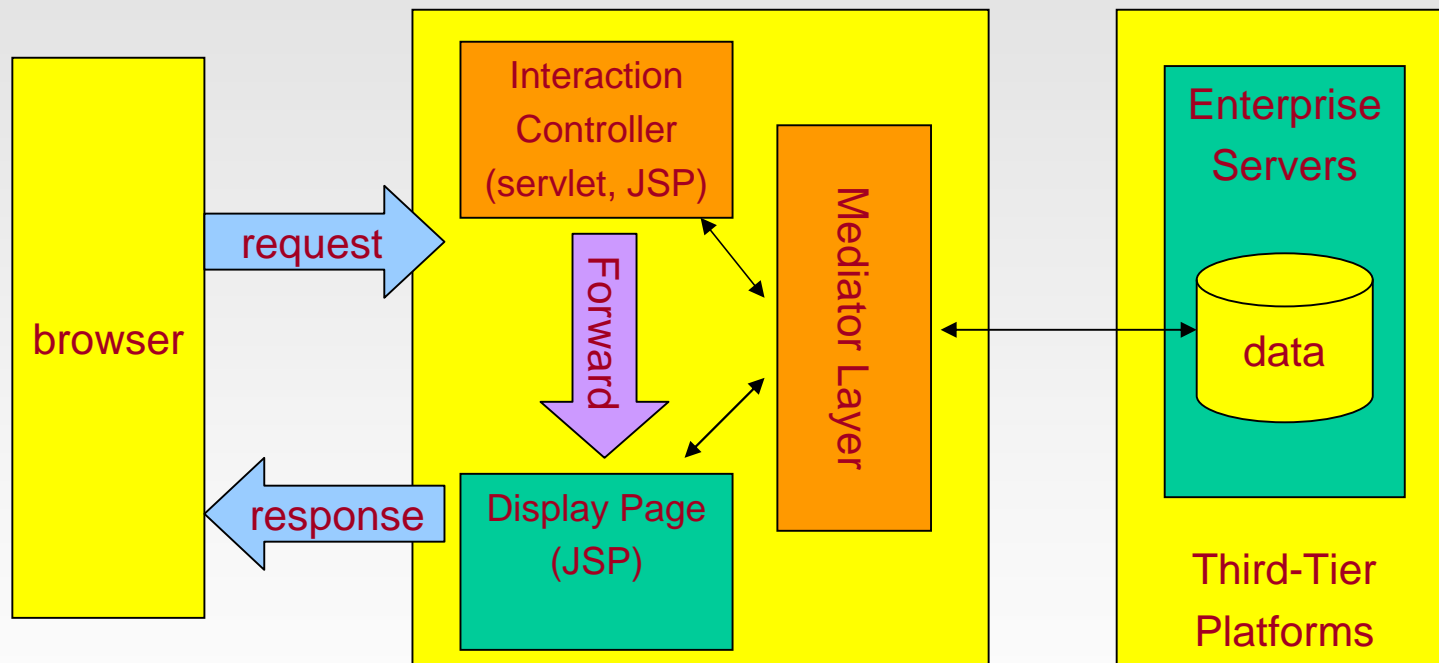 browser
request
response
Interaction
Controller
(servlet, JSP)
Forward
Display Page
(JSP)
Mediator Layer
Enterprise
Servers
data
Third-Tier
Platforms